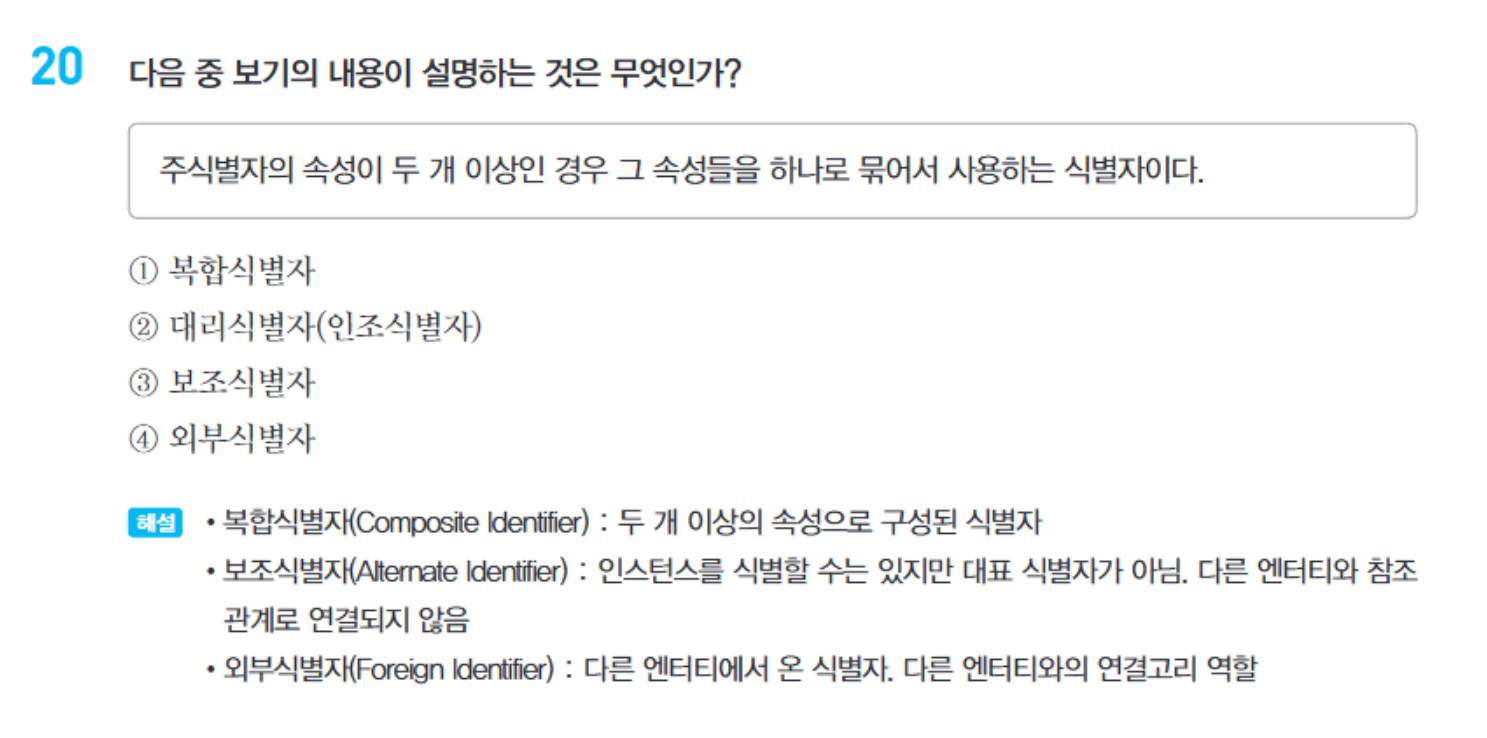 20 다음 중 보기의 내용이 설명하는 것은 무엇인가?
주식별자의 속성이 두 개 이상인 경우 그 속성들을 하나로 묶어서 사용하는 식별자이다.
① 복합식별자
② 대리식별자(인조식별자)
③ 보조식별자
④ 외부식별자
해설 • 복합식별자(Composite Identifier) : 두 개 이상의 속성으로 구성된 식별자
• 보조식별자(Alternate Identifier) : 인스턴스를 식별할 수는 있지만 대표 식별자가 아님. 다른 엔터티와 참조
관계로 연결되지 않음
• 외부식별자(Foreign Identifier) : 다른 엔터티에서 온 식별자. 다른 엔터티와의 연결고리 역할